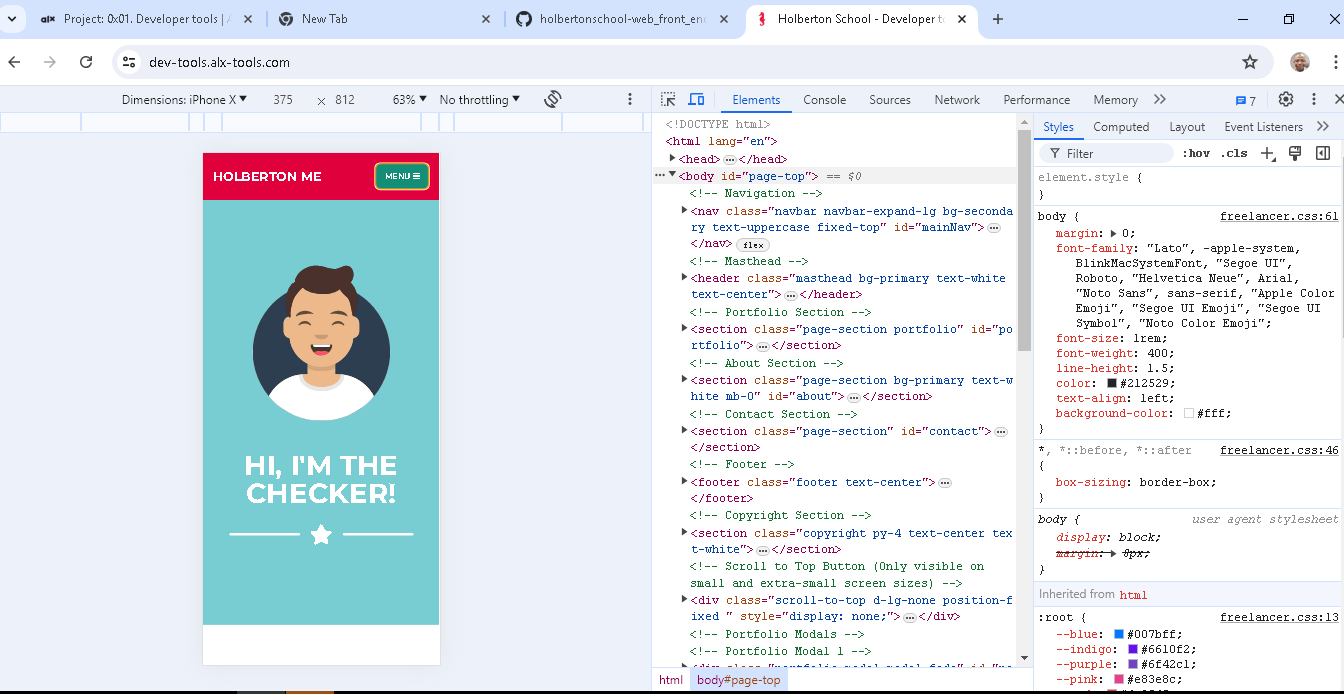 Project: 0x01. Developer tools |
New Tab
holbertonschool-web_front_en
Holberton School - Developer to
dev-tools.alx-tools.com
Dimensions: iPhone X ▼ 375 × 812 63% ▼ No throttling ▼
Elements Console Sources Network Performance Memory 7
HOLBERTON ME
MENU
HI, I'M THE
CHECKER!
<!DOCTYPE html>
<html lang="en">
<head> ⋯ </head>
<body id="page-top"> == $0
<!-- Navigation -->
<nav class="navbar navbar-expand-lg bg-seconda
ry text-uppercase fixed-top" id="mainNav"> ⋯
</nav> flex
<!-- Masthead -->
<header class="masthead bg-primary text-white
text-center"> ⋯ </header>
<!-- Portfolio Section -->
<section class="page-section portfolio" id="po
rtfolio"> ⋯ </section>
<!-- About Section -->
<section class="page-section bg-primary text-w
hite mb-0" id="about"> ⋯ </section>
<!-- Contact Section -->
<section class="page-section" id="contact"> ⋯
</section>
<!-- Footer -->
<footer class="footer text-center"> ⋯
</footer>
<!-- Copyright Section -->
<section class="copyright py-4 text-center tex
t-white"> ⋯ </section>
<!-- Scroll to Top Button (Only visible on
small and extra-small screen sizes) -->
<div class="scroll-to-top d-lg-none position-f
ixed " style="display: none;"> ⋯ </div>
<!-- Portfolio Modals -->
<!-- Portfolio Modal 1 -->
html body#page-top
Styles Computed Layout Event Listeners
Filter :hov .cls
element.style {
}
body { freelancer.css:61
margin: ▶ 0;
font-family: "Lato", -apple-system,
BlinkMacSystemFont, "Segoe UI",
Roboto, "Helvetica Neue", Arial,
"Noto Sans", sans-serif, "Apple Color
Emoji", "Segoe UI Emoji", "Segoe UI
Symbol", "Noto Color Emoji";
font-size: 1rem;
font-weight: 400;
line-height: 1.5;
color: #212529;
text-align: left;
background-color: #fff;
}
*, *::before, *::after freelancer.css:46
{
box-sizing: border-box;
}
body { user agent stylesheet
display: block;
margin: ▶ 8px;
}
Inherited from html
:root { freelancer.css:13
--blue: #007bff;
--indigo: #6610f2;
--purple: #6f42c1;
--pink: #e83e8c;